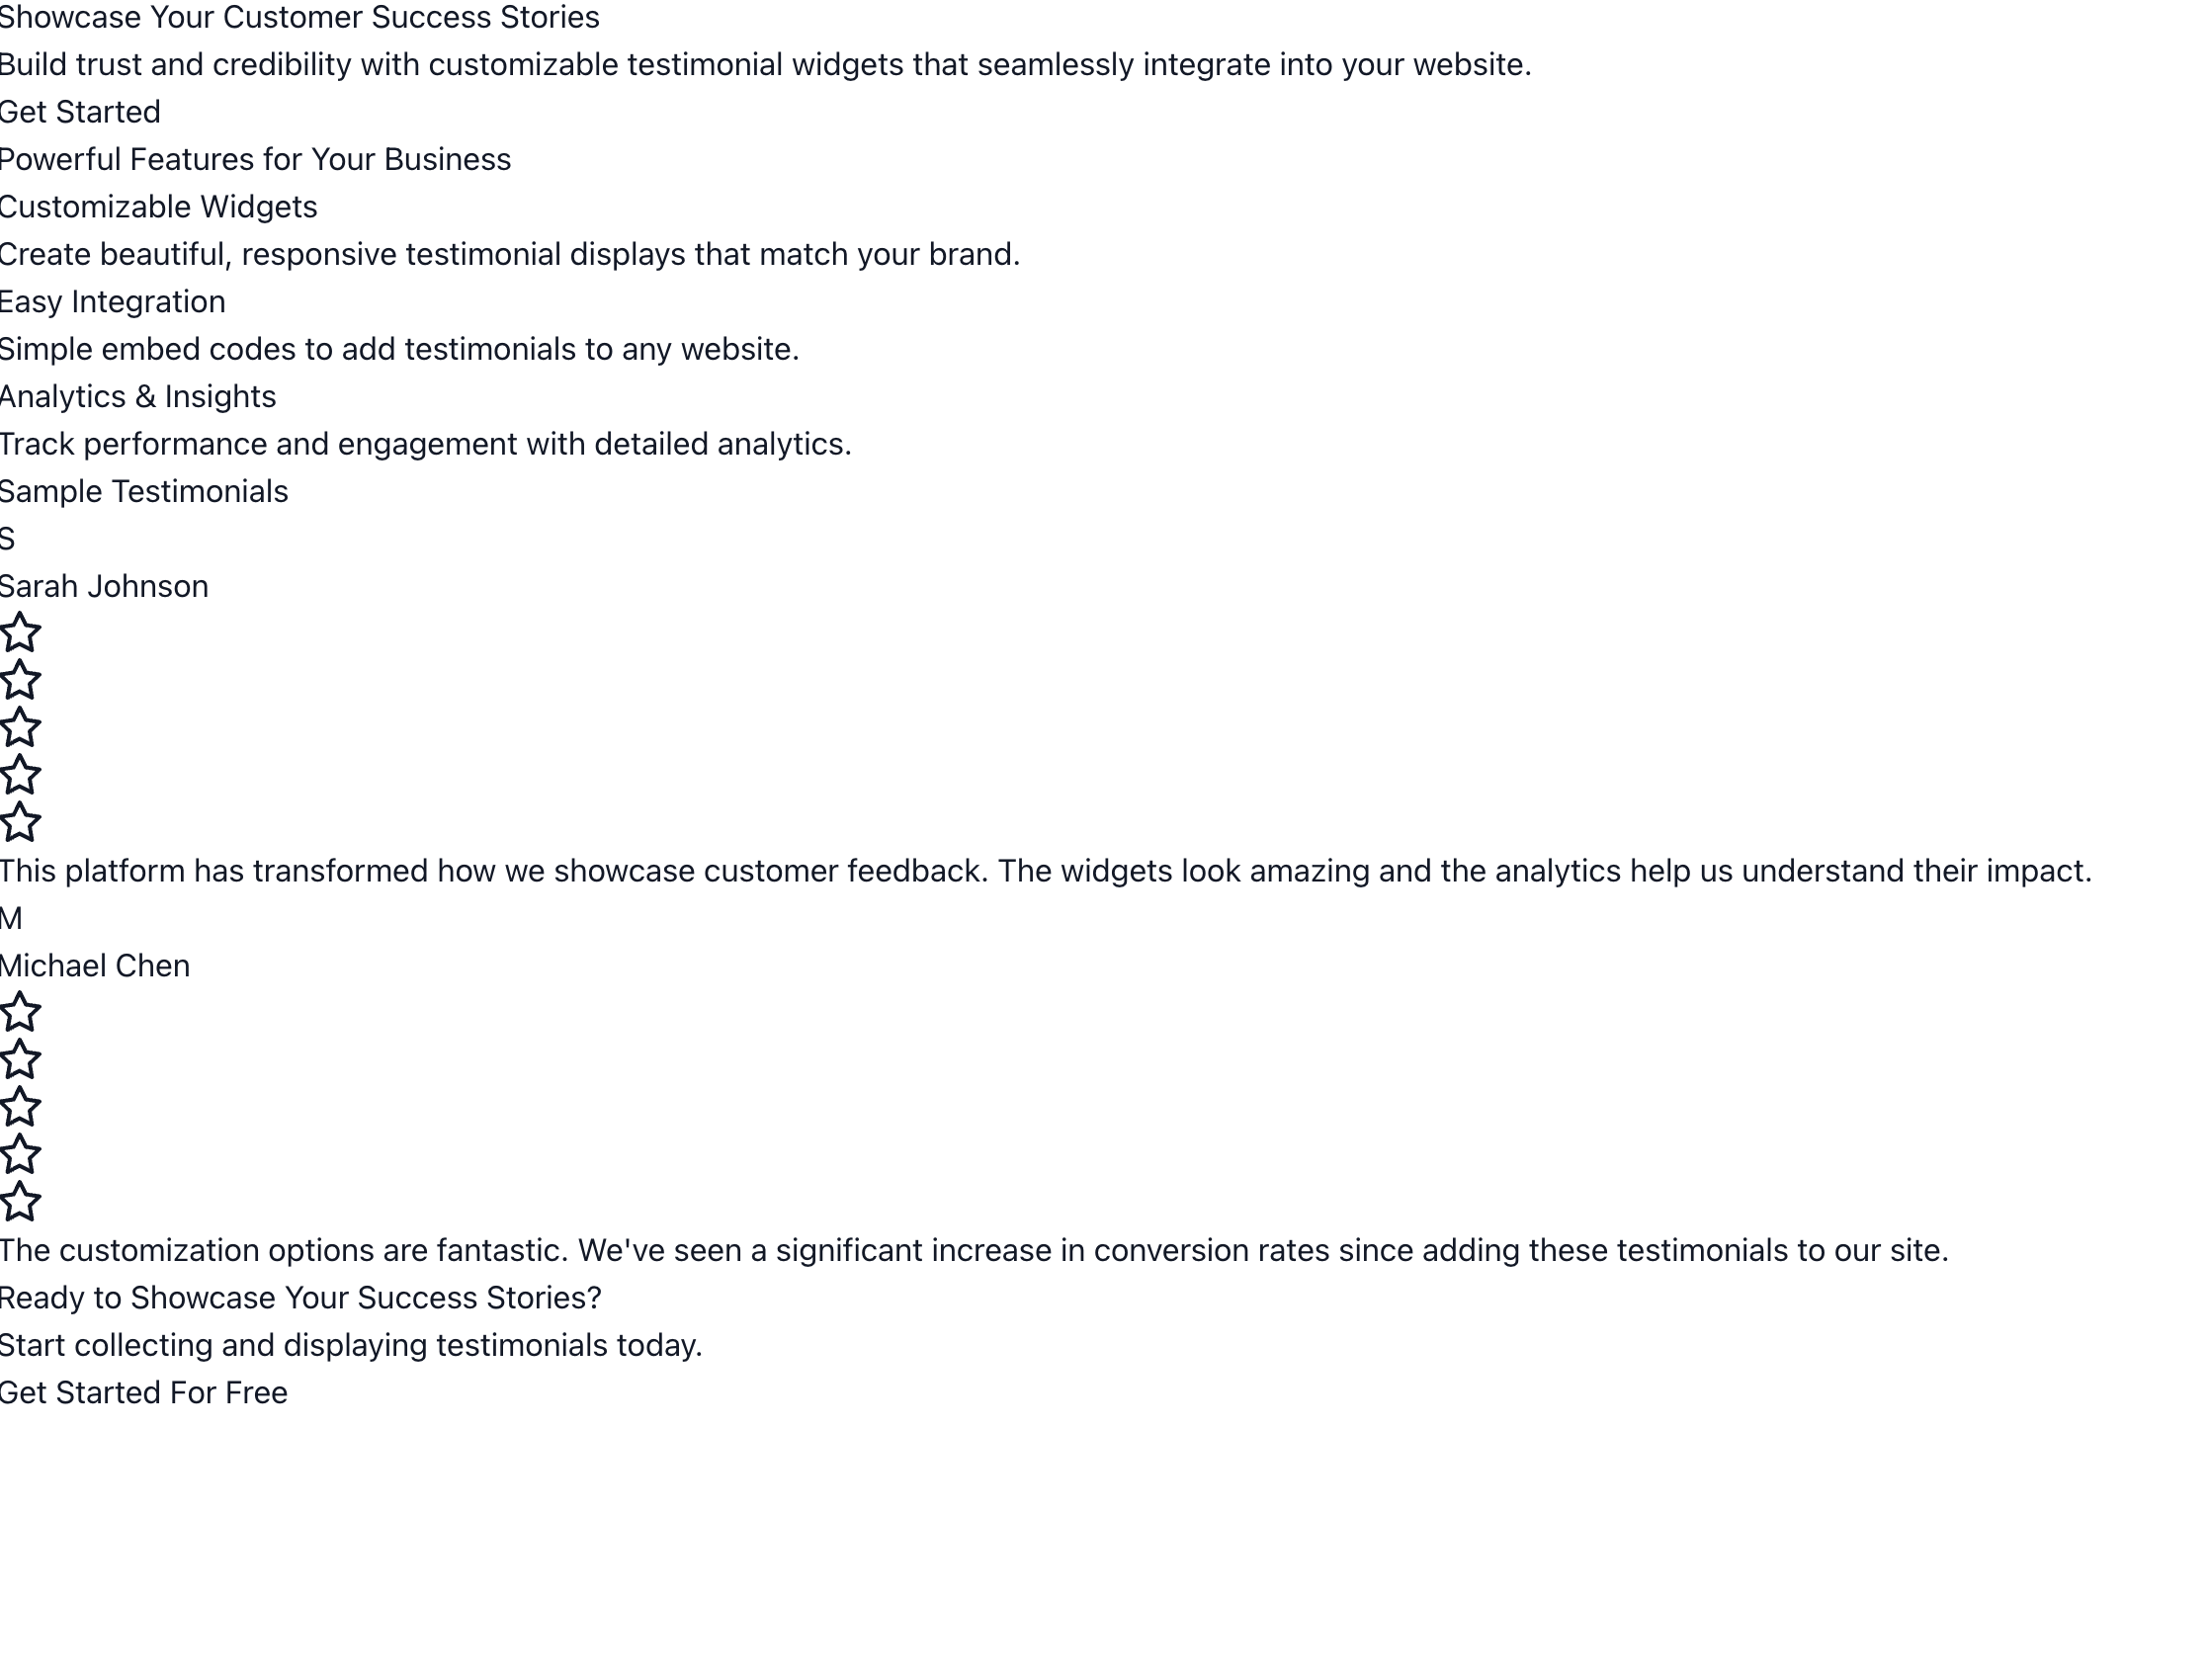 Showcase Your Customer Success Stories
Build trust and credibility with customizable testimonial widgets that seamlessly integrate into your website.
Get Started
Powerful Features for Your Business
Customizable Widgets
Create beautiful, responsive testimonial displays that match your brand.
Easy Integration
Simple embed codes to add testimonials to any website.
Analytics & Insights
Track performance and engagement with detailed analytics.
Sample Testimonials
S
Sarah Johnson
This platform has transformed how we showcase customer feedback. The widgets look amazing and the analytics help us understand their impact.
M
Michael Chen
The customization options are fantastic. We've seen a significant increase in conversion rates since adding these testimonials to our site.
Ready to Showcase Your Success Stories?
Start collecting and displaying testimonials today.
Get Started For Free